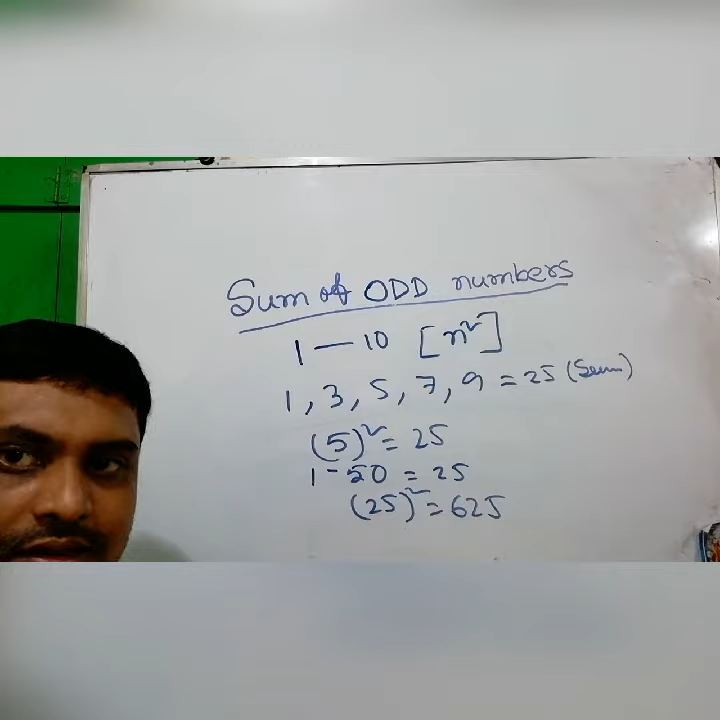 Sum of ODD numbers
1 — 10 [n²]
1, 3, 5, 7, 9 = 25 (Sum)
(5)² = 25
1 - 50 = 25
(25)² = 625